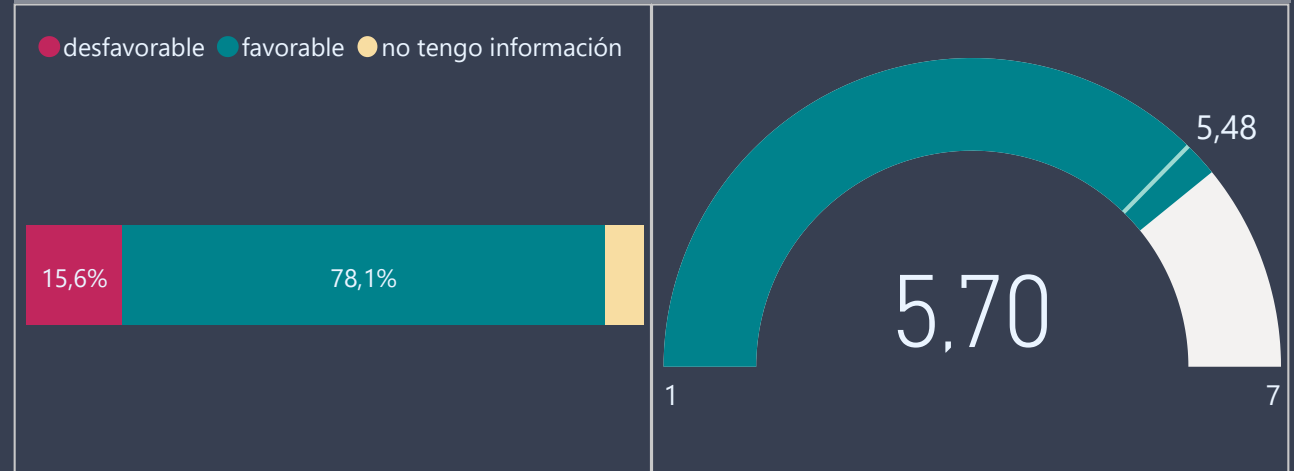 desfavorable favorable no tengo información
15,6% 78,1%
5,48
5,70
1 7